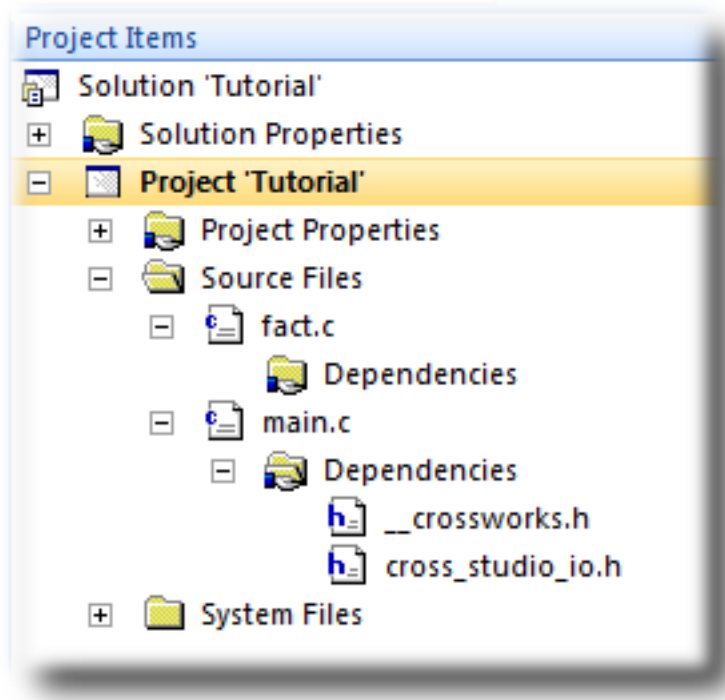 Project Items
Solution 'Tutorial'
Solution Properties
Project 'Tutorial'
Project Properties
Source Files
fact.c
Dependencies
main.c
Dependencies
__crossworks.h
cross_studio_io.h
System Files